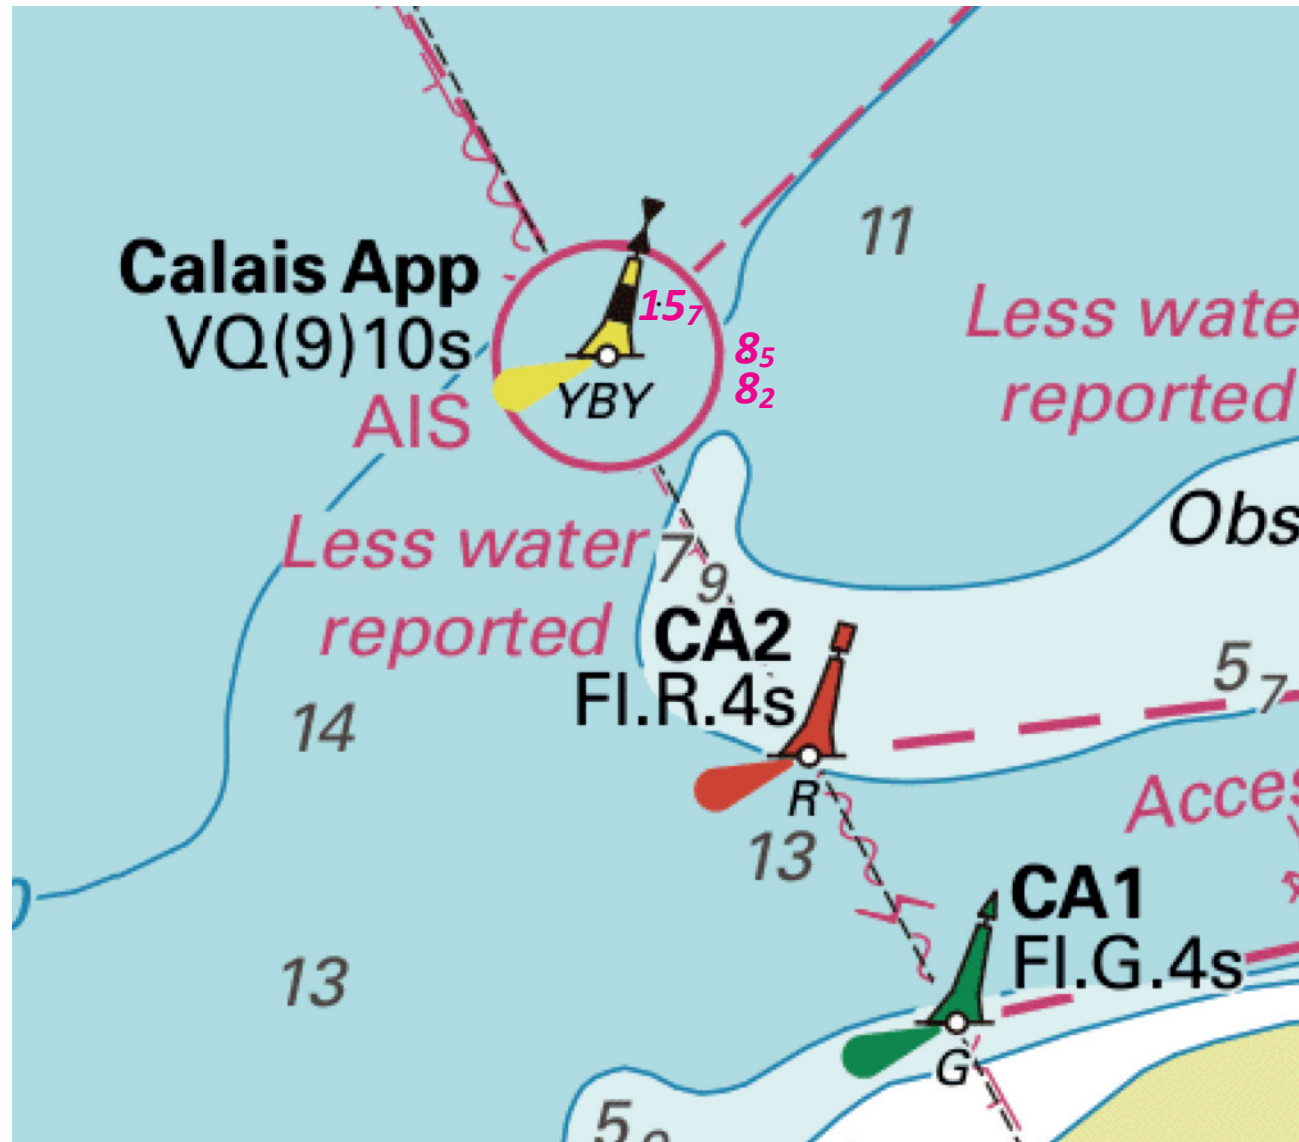 11
Calais App
VQ(9)10s
AIS
15₇
8₅
8₂
YBY
Less wate
reported
Less water
reported
7₉
Obs
CA2
Fl.R.4s
R
5₇
14
13
Acces
CA1
Fl.G.4s
G
13